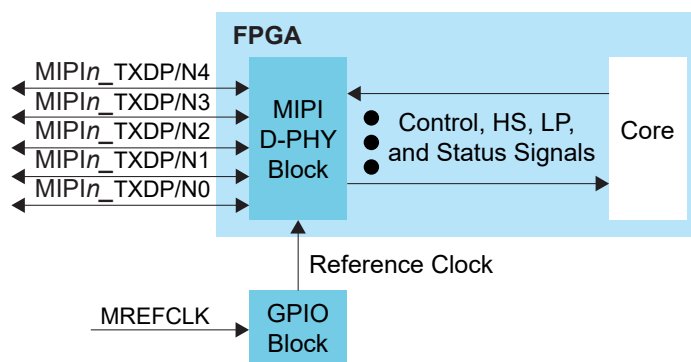 FPGA
MIPIn_TXDP/N4
MIPIn_TXDP/N3
MIPIn_TXDP/N2
MIPIn_TXDP/N1
MIPIn_TXDP/N0
MIPI
D-PHY
Block
Control, HS, LP,
and Status Signals
Core
Reference Clock
MREFCLK
GPIO
Block